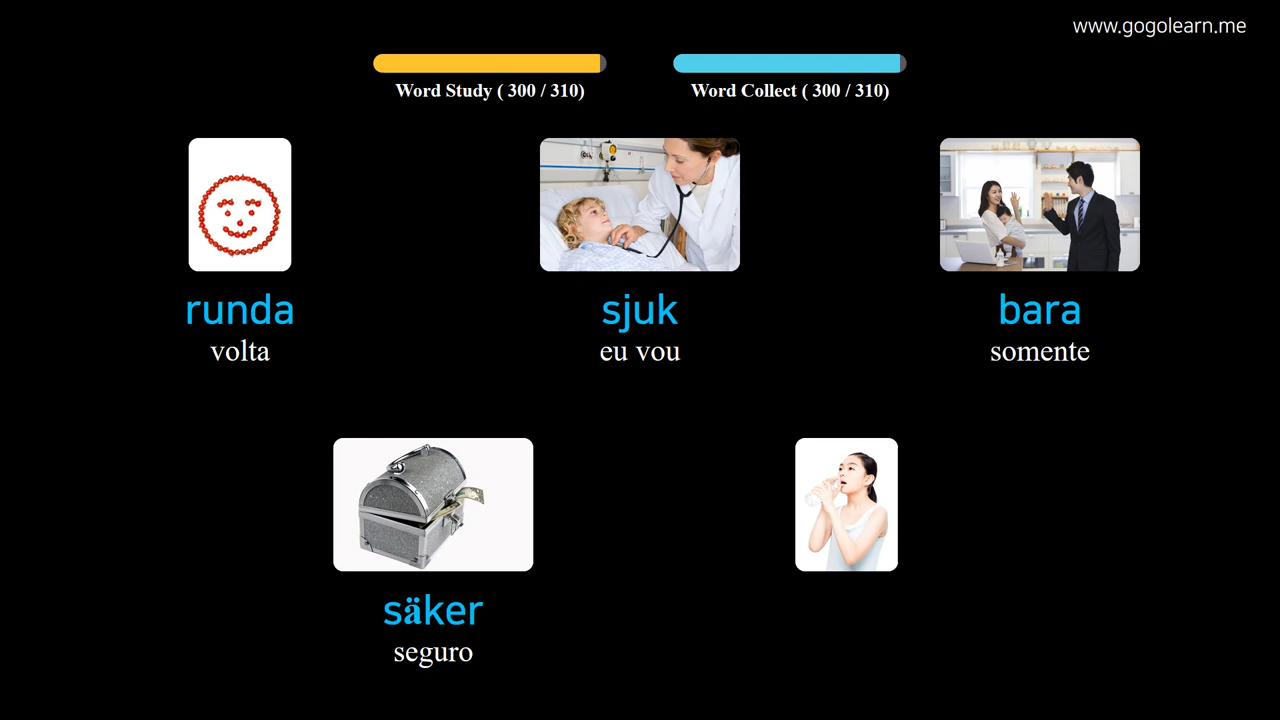 www.gogolearn.me
Word Study ( 300 / 310)
Word Collect ( 300 / 310)
runda
volta
sjuk
eu vou
bara
somente
säker
seguro